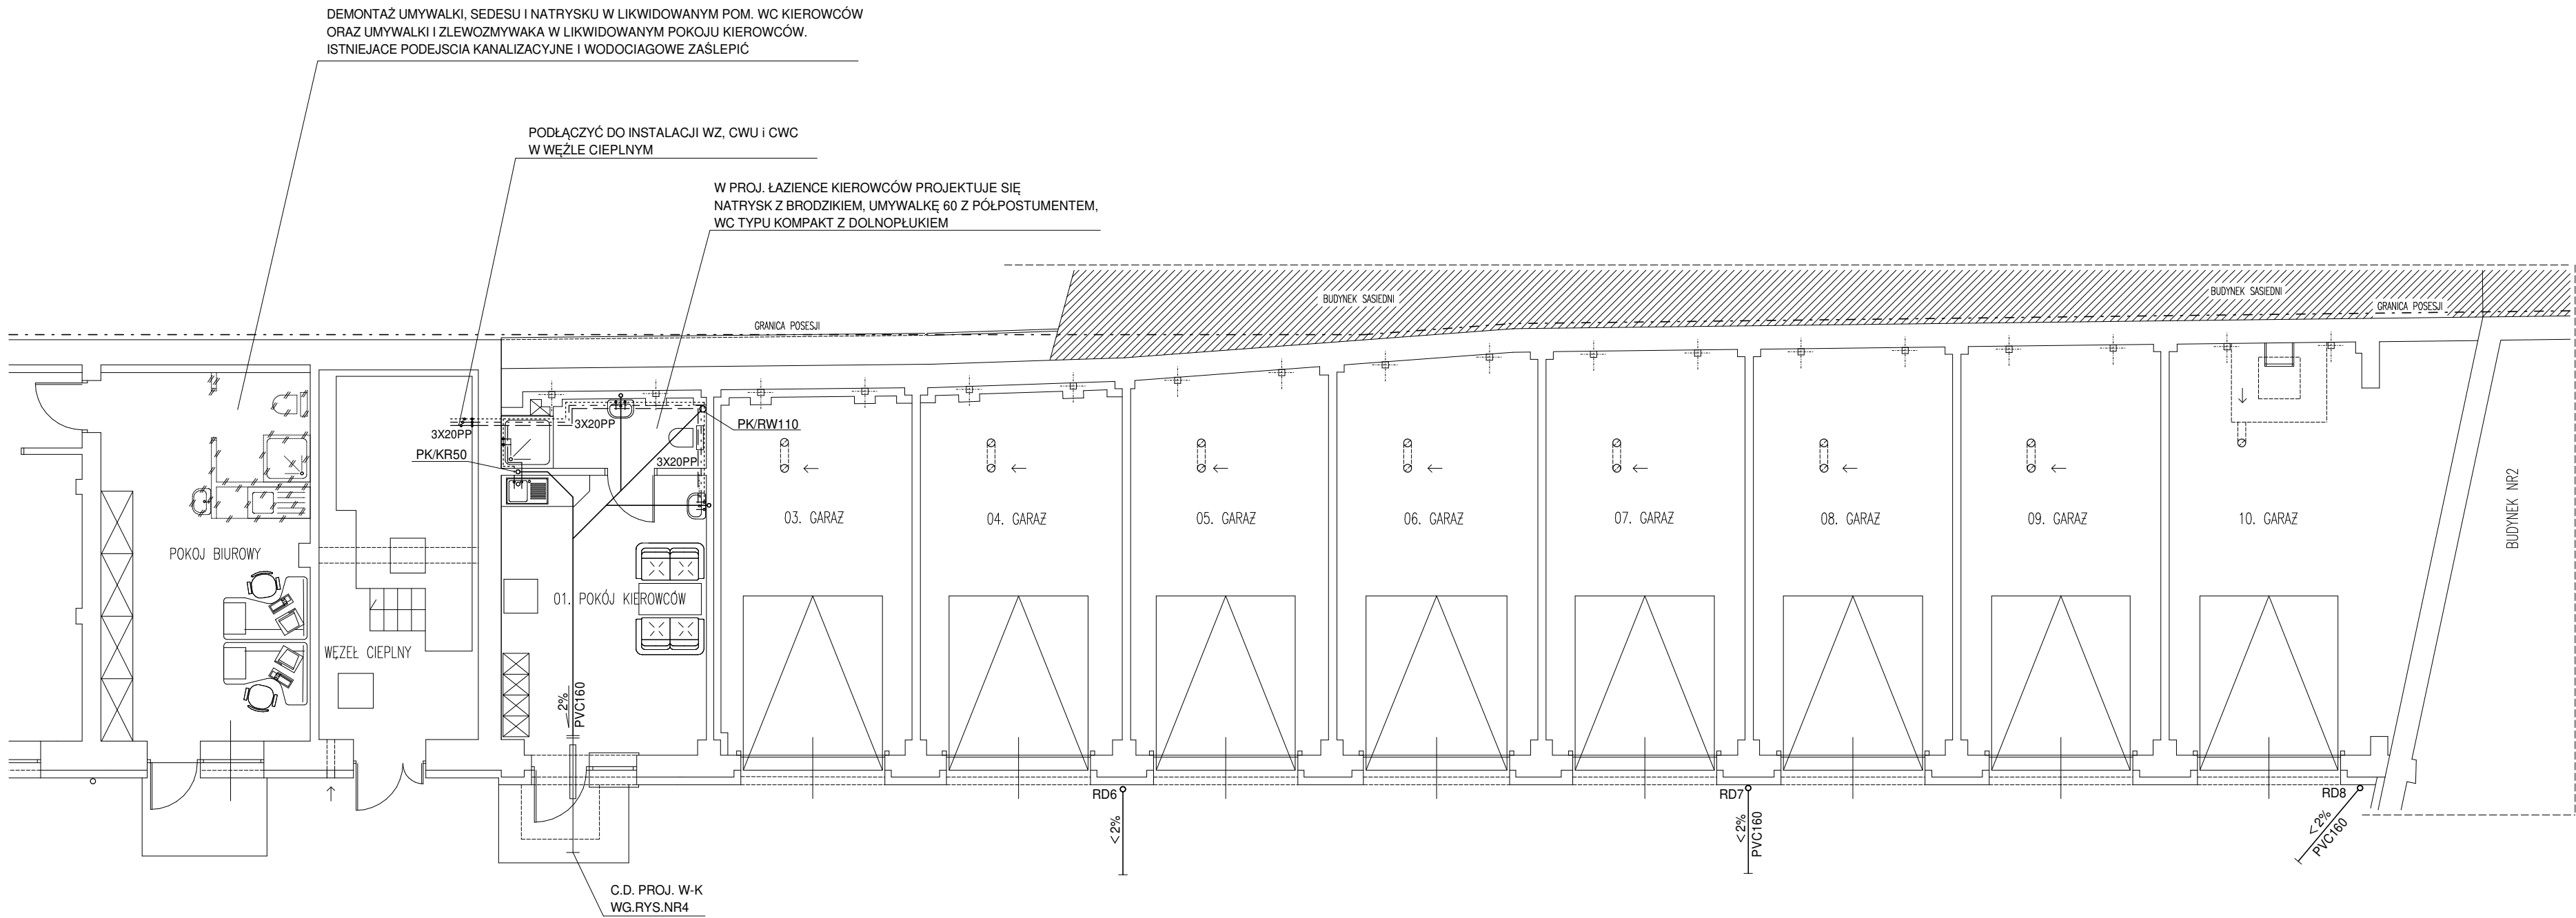 DEMONTAŻ UMYWALKI, SEDESU I NATRYSKU W LIKWIDOWANYM POM. WC KIEROWCÓW
ORAZ UMYWALKI I ZLEWOZMYWAKA W LIKWIDOWANYM POKOJU KIEROWCÓW.
ISTNIEJACE PODEJSCIA KANALIZACYJNE I WODOCIAGOWE ZAŚLEPIĆ
PODŁĄCZYĆ DO INSTALACJI WZ, CWU i CWC
W WĘŹLE CIEPLNYM
W PROJ. ŁAZIENCE KIEROWCÓW PROJEKTUJE SIĘ
NATRYSK Z BRODZIKIEM, UMYWALKĘ 60 Z PÓŁPOSTUMENTEM,
WC TYPU KOMPAKT Z DOLNOPŁUKIEM
BUDYNEK SASIEDNI
BUDYNEK SASIEDNI
GRANICA POSESJI
GRANICA POSESJI
3X20PP
3X20PP
PK/RW110
PK/KR50
3X20PP
03. GARAŻ
04. GARAŻ
05. GARAŻ
06. GARAŻ
07. GARAŻ
08. GARAŻ
09. GARAŻ
10. GARAŻ
BUDYNEK NR2
POKOJ BIUROWY
01. POKÓJ KIEROWCÓW
WĘZEŁ CIEPLNY
2%
PVC160
RD6
<2%
RD7
<2%
PVC160
RD8
<2%
PVC160
C.D. PROJ. W-K
WG.RYS.NR4